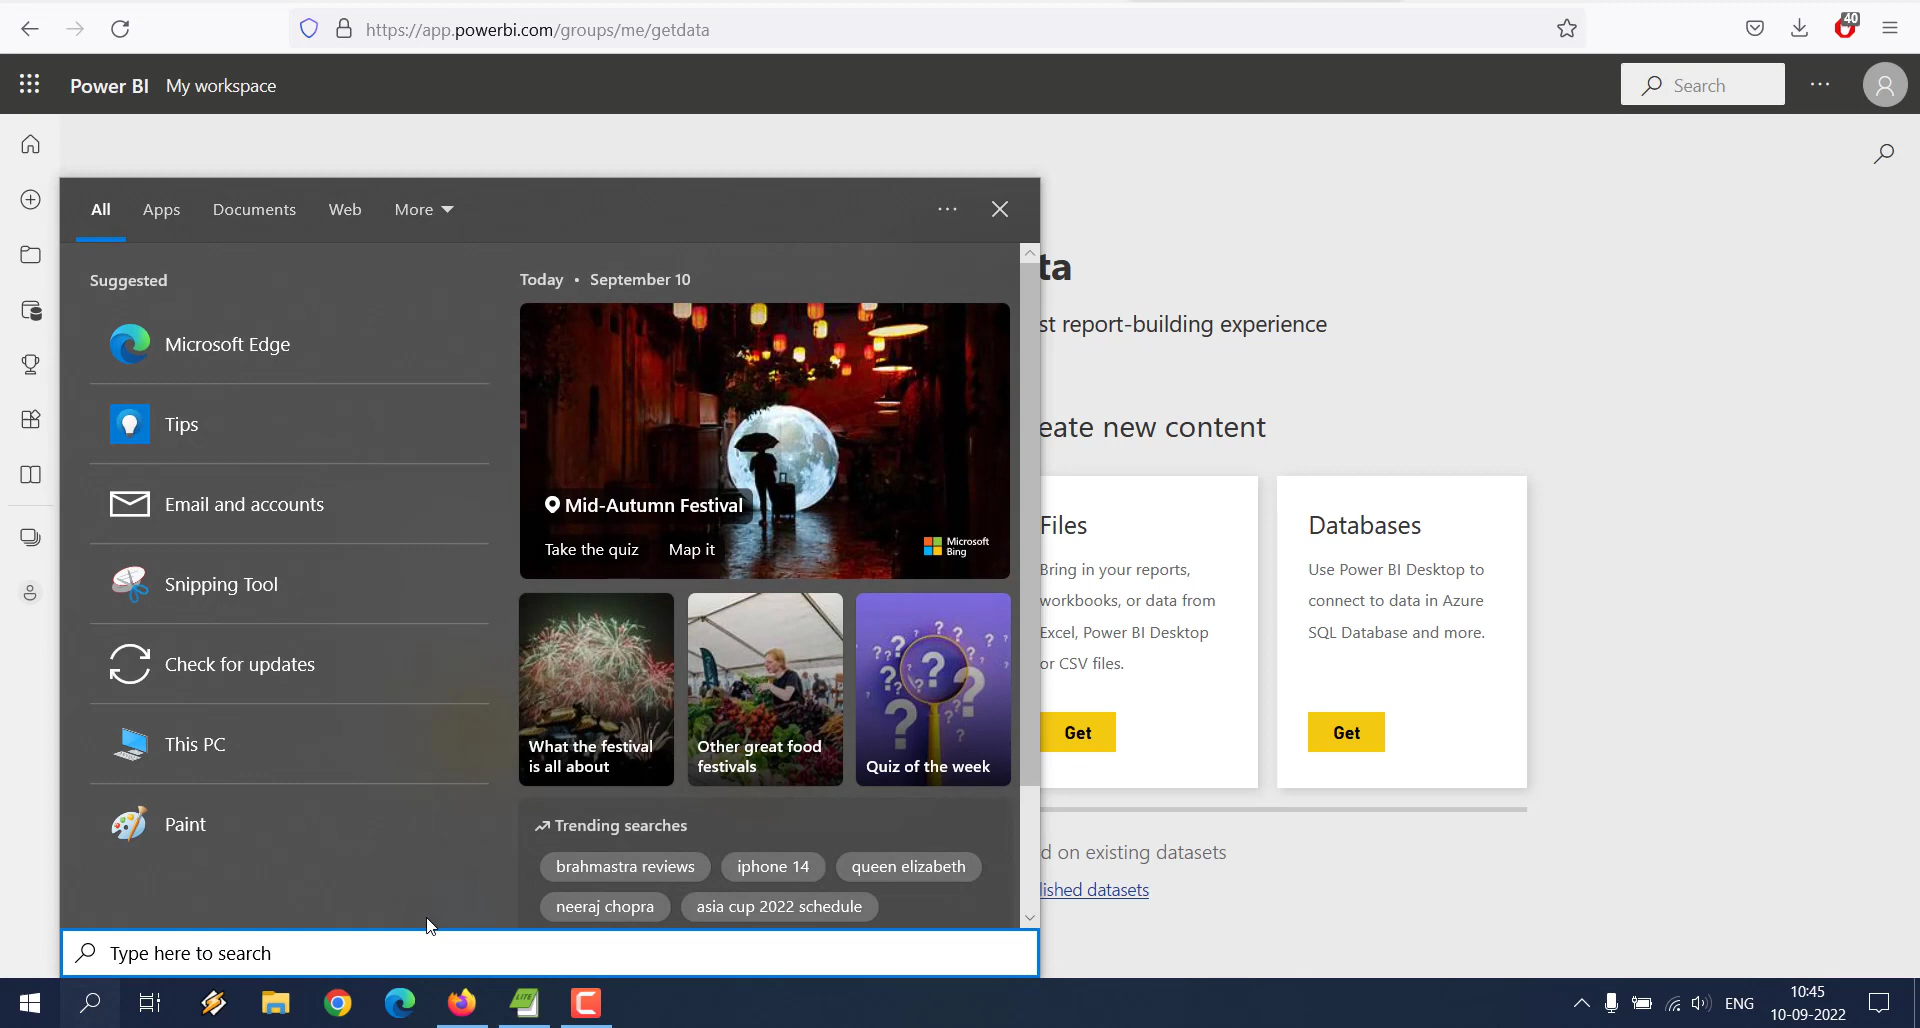 https://app.powerbi.com/groups/me/getdata
40
Power BI My workspace
Search
All Apps Documents Web More
Suggested
Microsoft Edge
Tips
Email and accounts
Snipping Tool
Check for updates
This PC
Paint
Today • September 10
Mid-Autumn Festival
Take the quiz Map it
Microsoft
Bing
What the festival
is all about
Other great food
festivals
Quiz of the week
Trending searches
brahmastra reviews iphone 14 queen elizabeth
neeraj chopra asia cup 2022 schedule
Type here to search
ta
st report-building experience
eate new content
Files
Bring in your reports,
workbooks, or data from
Excel, Power BI Desktop
or CSV files.
Get
Databases
Use Power BI Desktop to
connect to data in Azure
SQL Database and more.
Get
d on existing datasets
lished datasets
LITE
ENG
10:45
10-09-2022